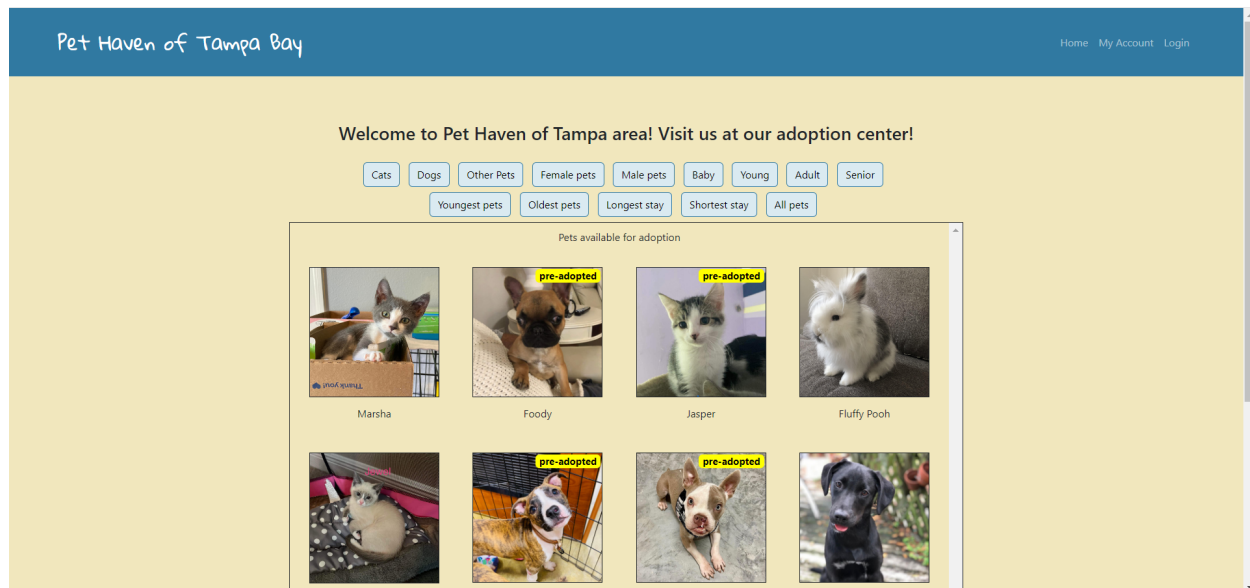 Pet Haven of Tampa Bay
Home My Account Login
Welcome to Pet Haven of Tampa area! Visit us at our adoption center!
Cats Dogs Other Pets Female pets Male pets Baby Young Adult Senior
Youngest pets Oldest pets Longest stay Shortest stay All pets
Pets available for adoption
pre-adopted pre-adopted
Thank you!
Marsha Foody Jasper Fluffy Pooh
pre-adopted pre-adopted